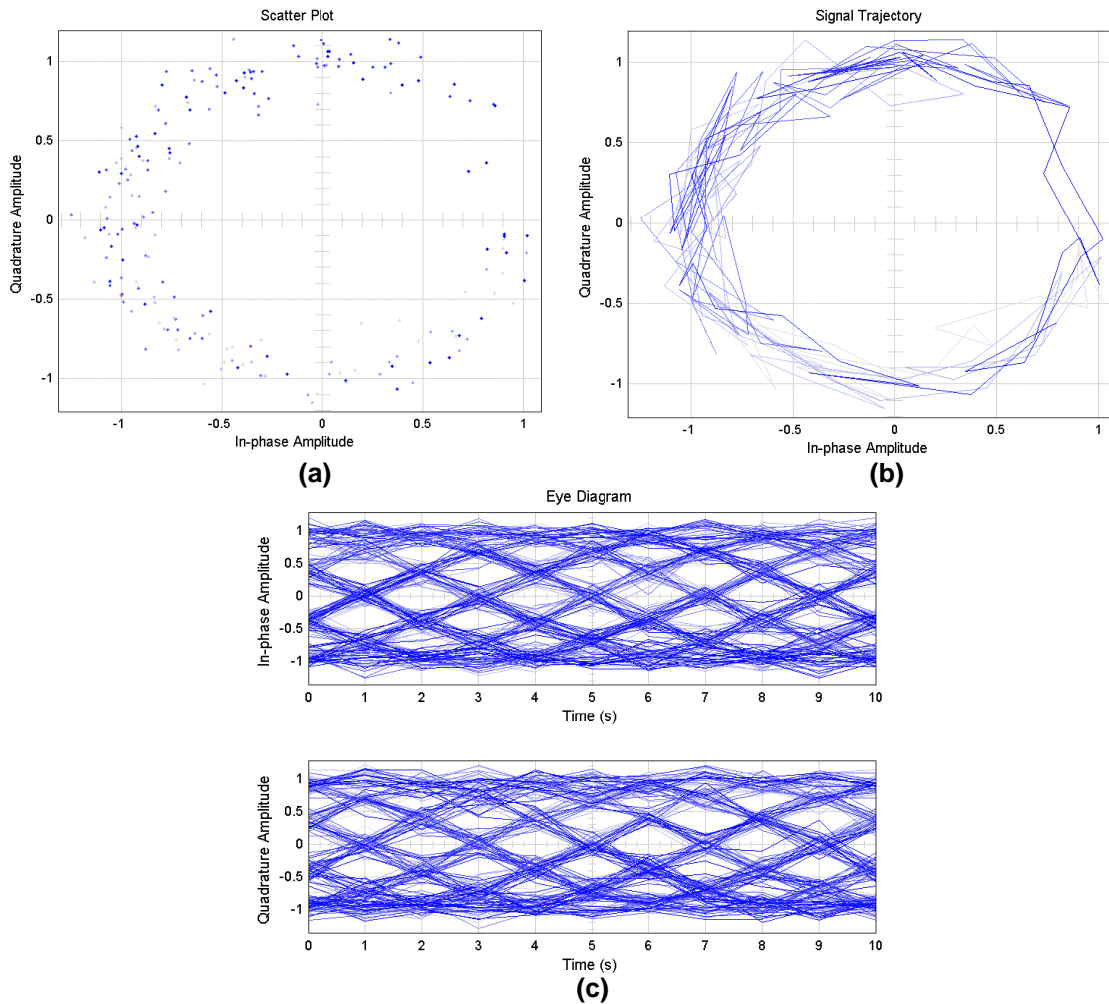 Scatter Plot
1
0.5
0
-0.5
-1
Quadrature Amplitude
-1
-0.5
0
0.5
1
In-phase Amplitude
(a)
Signal Trajectory
1
0.5
0
-0.5
-1
Quadrature Amplitude
-1
-0.5
0
0.5
1
In-phase Amplitude
(b)
Eye Diagram
1
0.5
0
-0.5
-1
In-phase Amplitude
0 1 2 3 4 5 6 7 8 9 10
Time (s)
1
0.5
0
-0.5
-1
Quadrature Amplitude
0 1 2 3 4 5 6 7 8 9 10
Time (s)
(c)